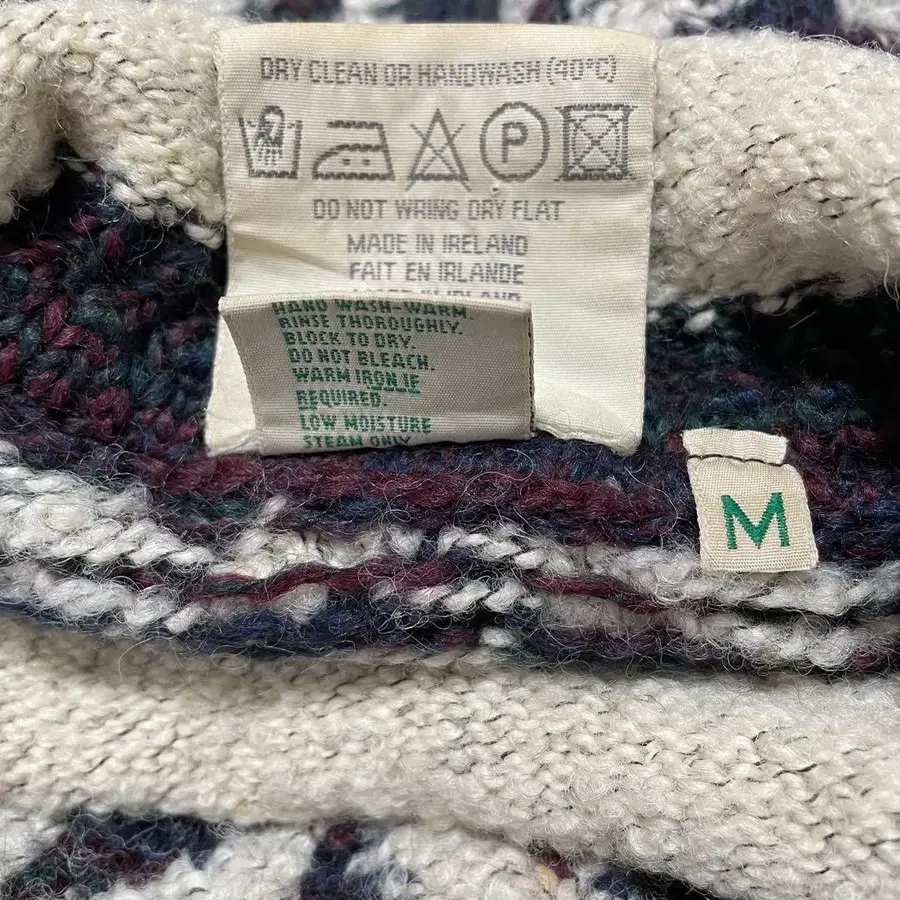 DRY CLEAN OR HANDWASH (40°C)
P
DO NOT WRING DRY FLAT
MADE IN IRELAND
FAIT EN IRLANDE
HAND WASH-WARM.
RINSE THOROUGHLY.
BLOCK TO DRY.
DO NOT BLEACH.
WARM IRON IF
REQUIRED.
LOW MOISTURE
STEAM ONLY
M